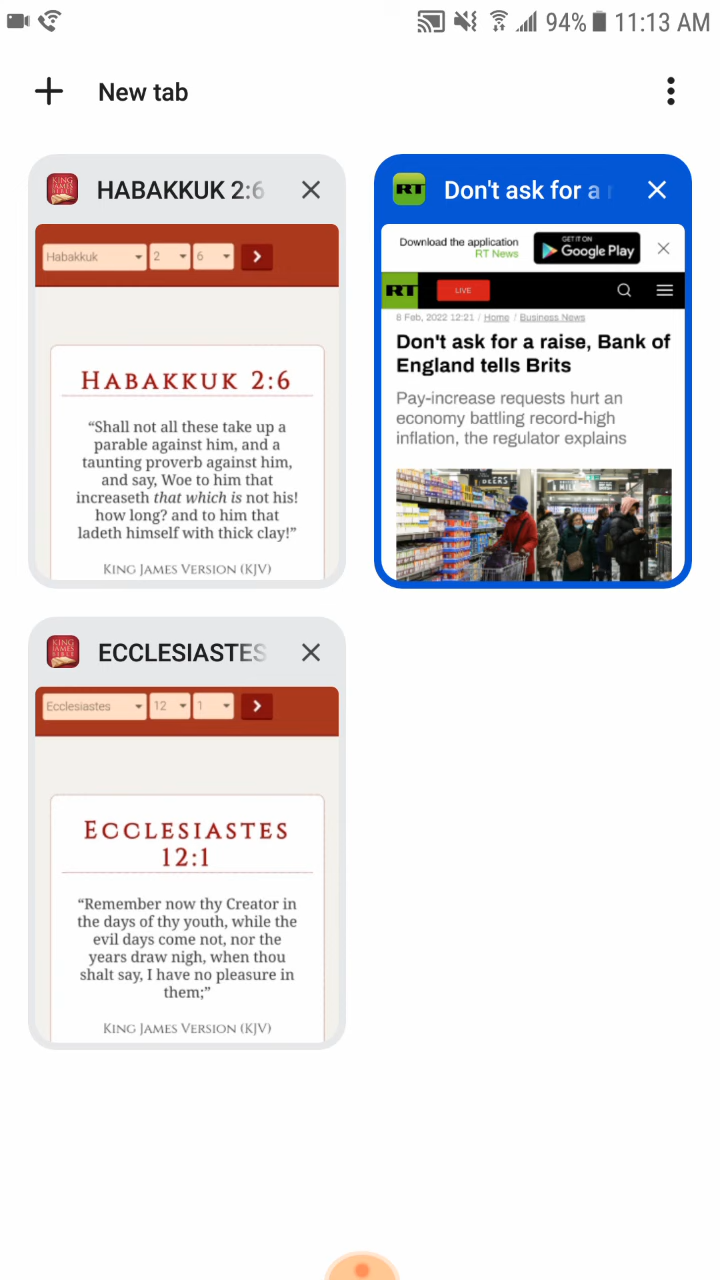 94% 11:13 AM
New tab
HABAKKUK 2:6
KING
JAMES
BIBLE
Habakkuk 2 6
HABAKKUK 2:6
“Shall not all these take up a
parable against him, and a
taunting proverb against him,
and say, Woe to him that
increaseth that which is not his!
how long? and to him that
ladeth himself with thick clay!”
KING JAMES VERSION (KJV)
RT Don't ask for a
Download the application
RT News
GET IT ON
Google Play
RT LIVE
8 Feb, 2022 12:21 / Home / Business News
Don't ask for a raise, Bank of
England tells Brits
Pay-increase requests hurt an
economy battling record-high
inflation, the regulator explains
ECCLESIASTES
KING
JAMES
BIBLE
Ecclesiastes 12 1
ECCLESIASTES
12:1
“Remember now thy Creator in
the days of thy youth, while the
evil days come not, nor the
years draw nigh, when thou
shalt say, I have no pleasure in
them;”
KING JAMES VERSION (KJV)